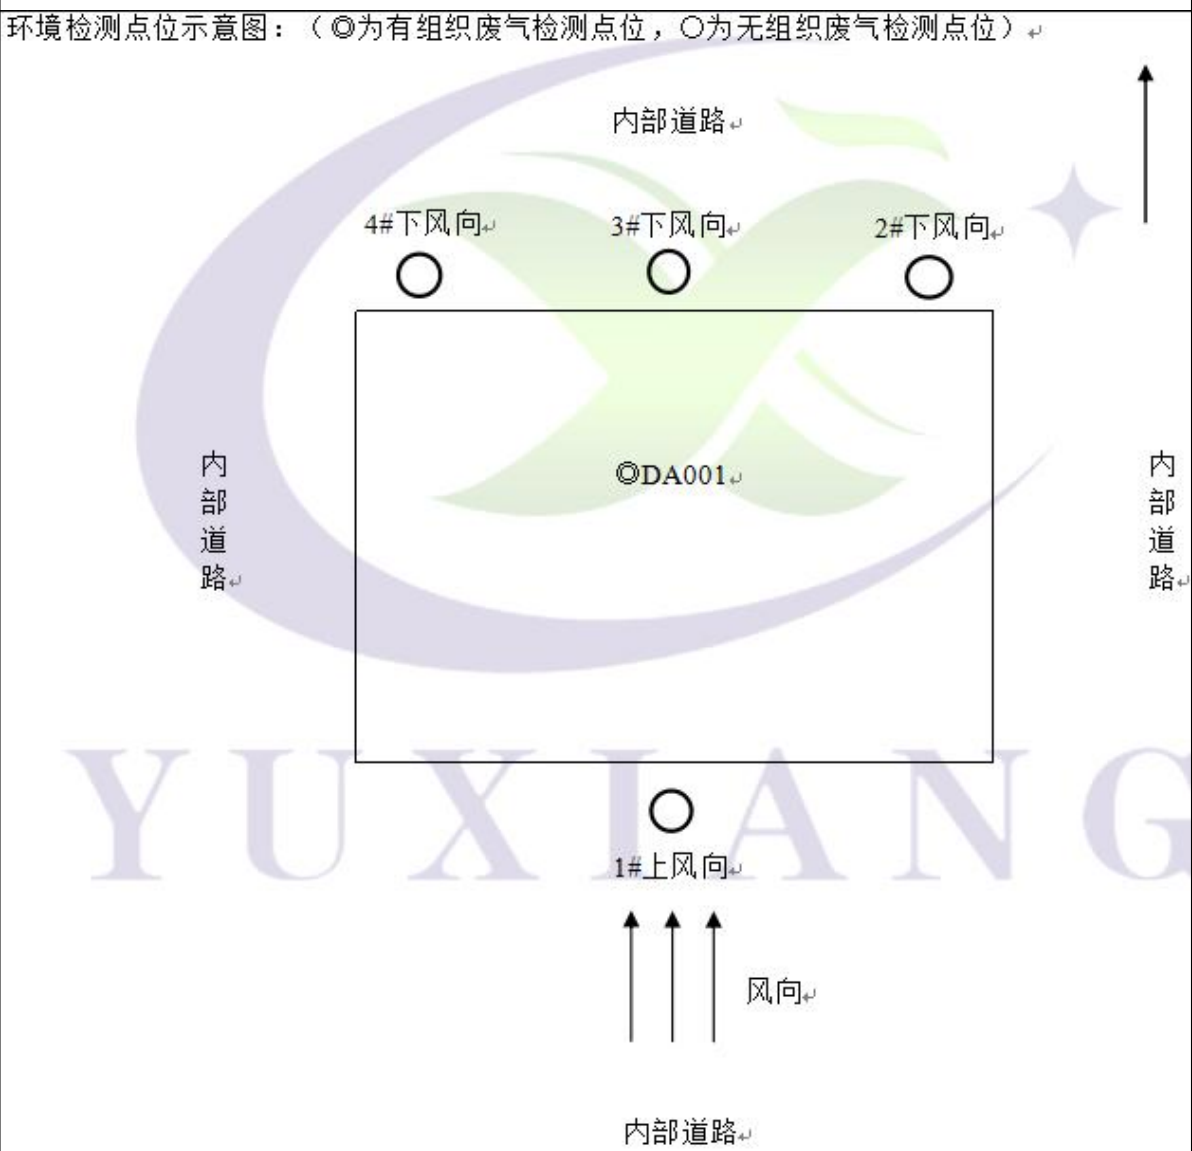 环境检测点位示意图：（◎为有组织废气检测点位，○为无组织废气检测点位）
内部道路
4#下风向
3#下风向
2#下风向
内部道路
◎DA001
内部道路
1#上风向
风向
内部道路
YUXIANG